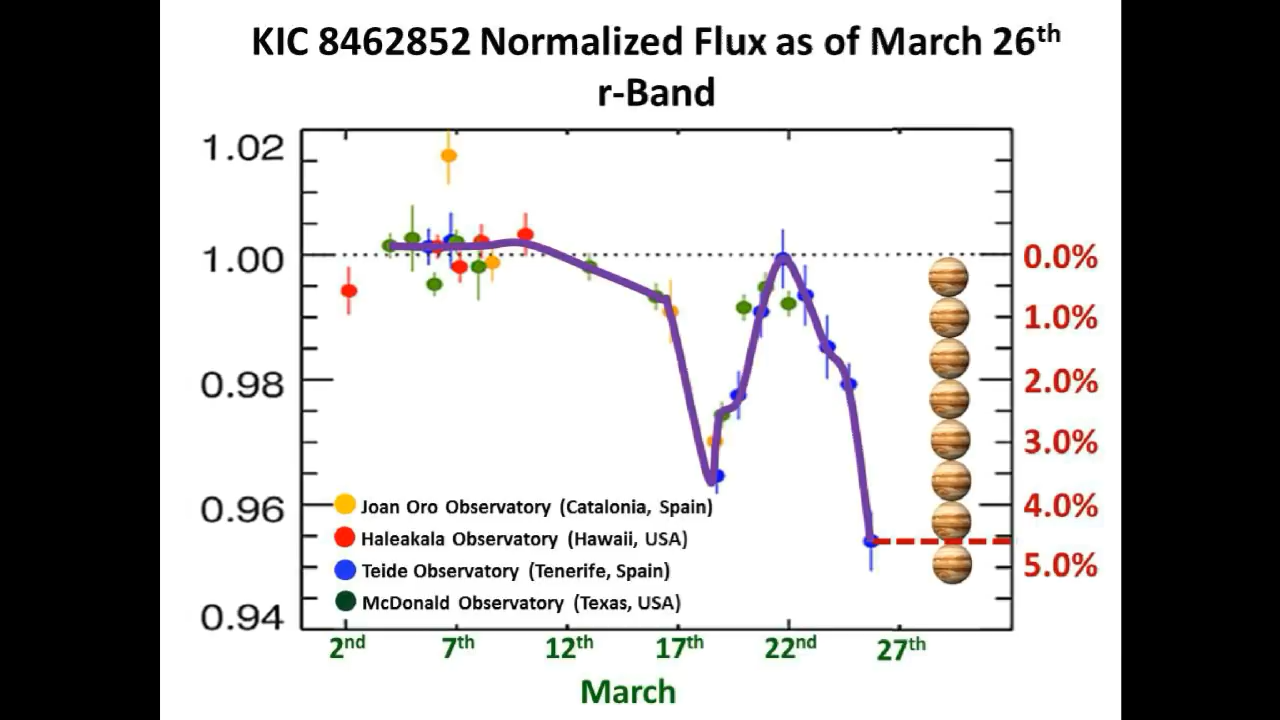 KIC 8462852 Normalized Flux as of March 26th
r-Band
1.02
1.00
0.98
0.96
0.94
0.0%
1.0%
2.0%
3.0%
4.0%
5.0%
Joan Oro Observatory (Catalonia, Spain)
Haleakala Observatory (Hawaii, USA)
Teide Observatory (Tenerife, Spain)
McDonald Observatory (Texas, USA)
2nd 7th 12th 17th 22nd 27th
March